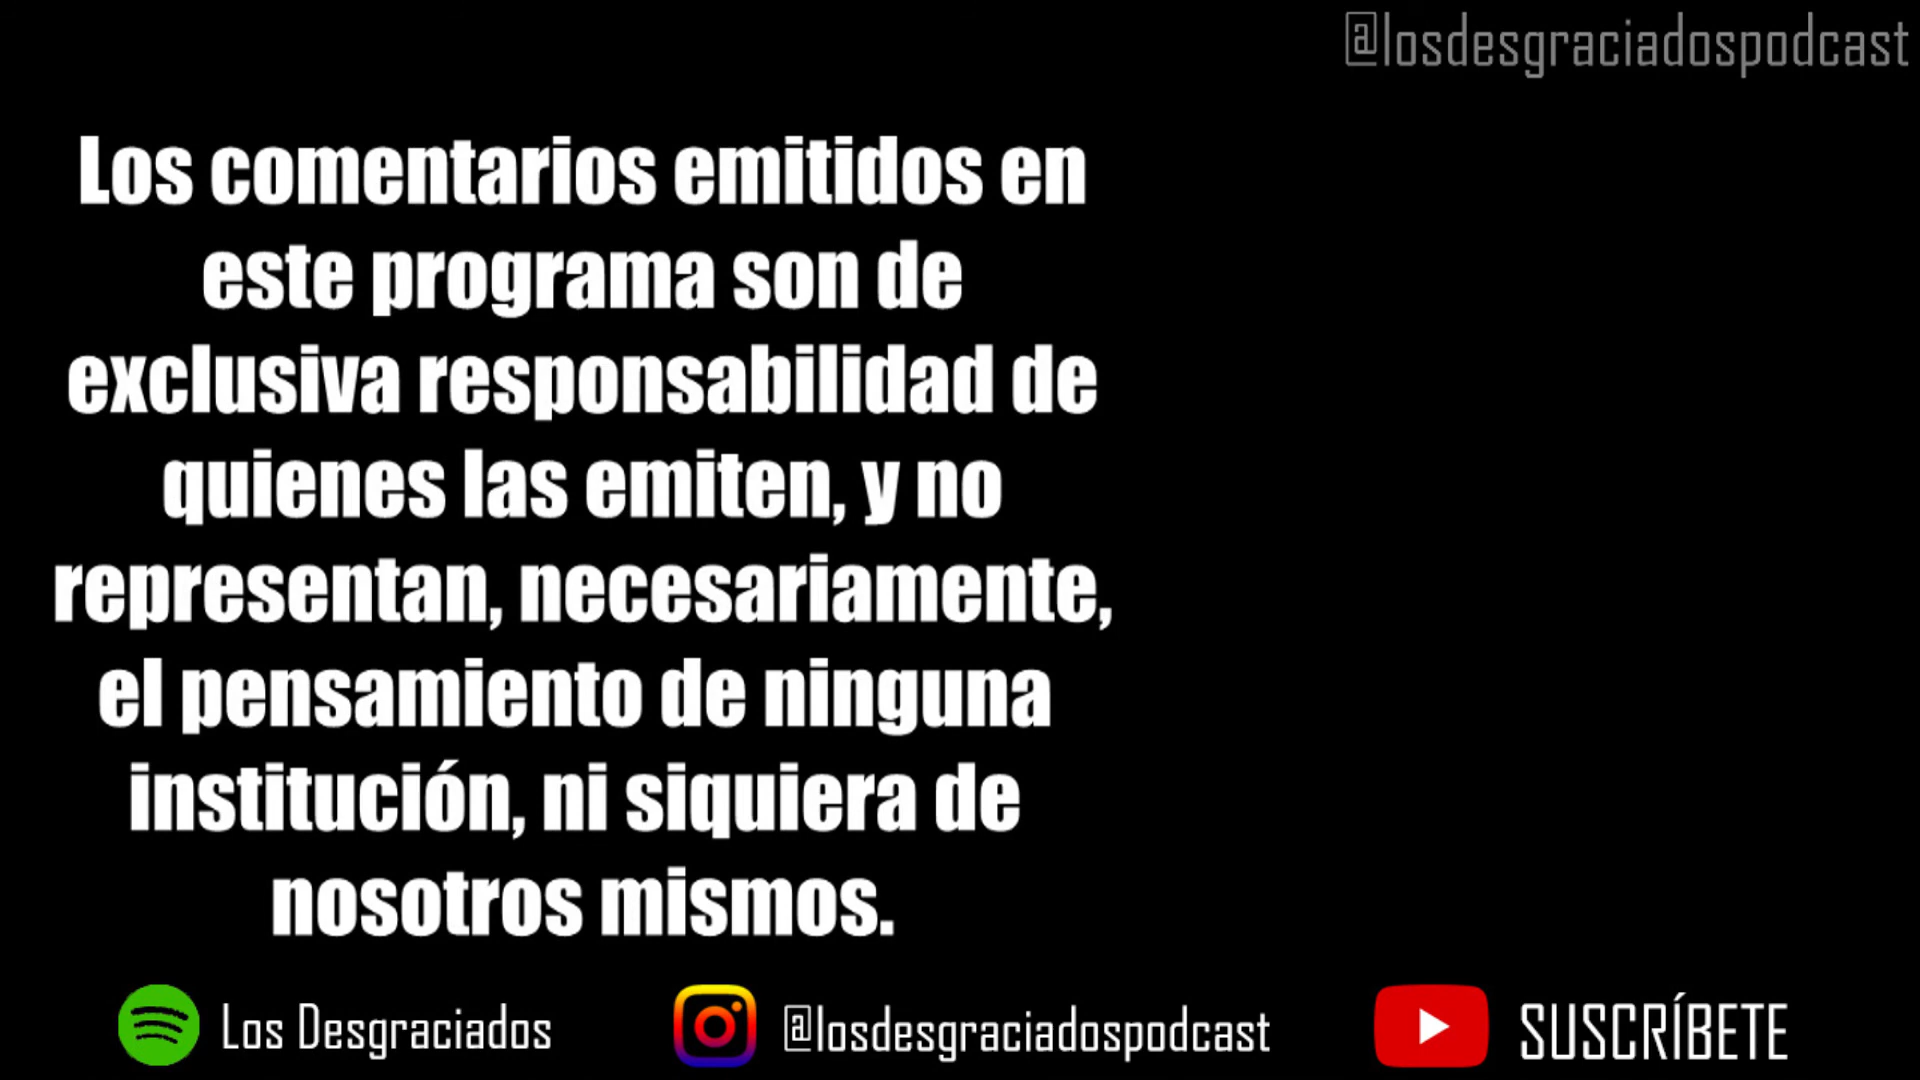 @losdesgraciadospodcast
Los comentarios emitidos en
este programa son de
exclusiva responsabilidad de
quienes las emiten, y no
representan, necesariamente,
el pensamiento de ninguna
institución, ni siquiera de
nosotros mismos.
Los Desgraciados
@losdesgraciadospodcast
SUSCRÍBETE